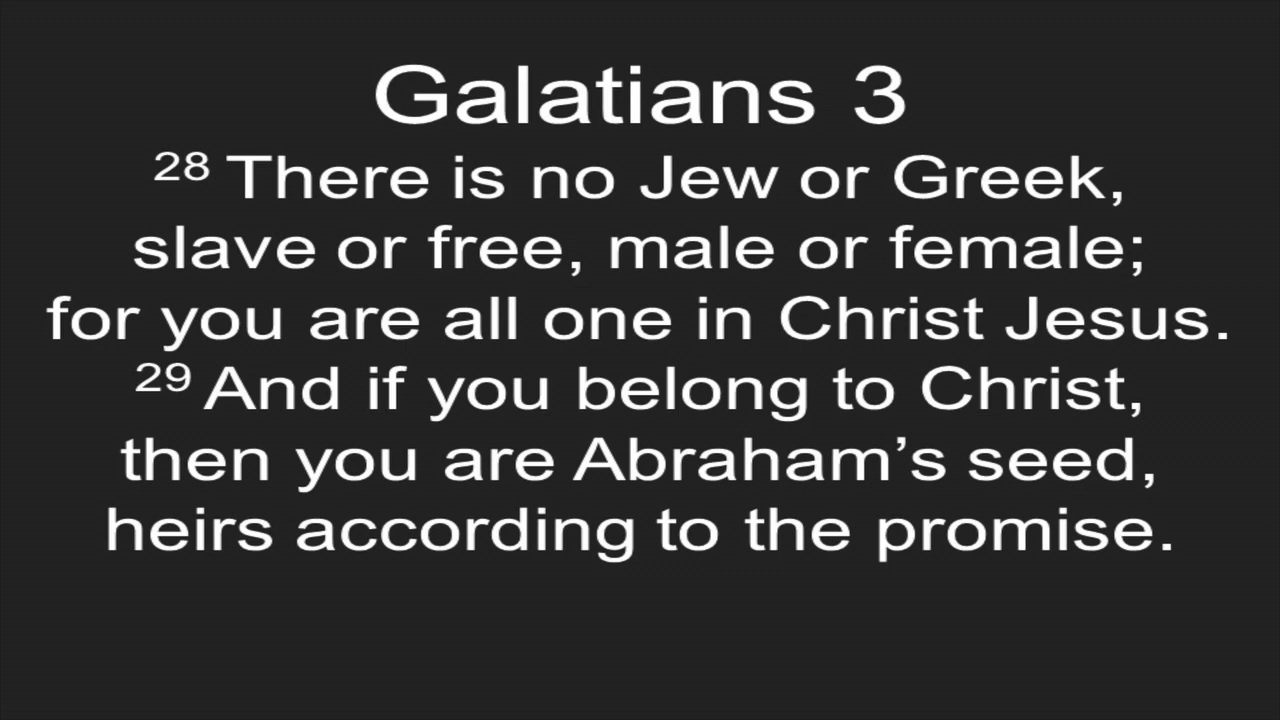 Galatians 3
28 There is no Jew or Greek,
slave or free, male or female;
for you are all one in Christ Jesus.
29 And if you belong to Christ,
then you are Abraham’s seed,
heirs according to the promise.